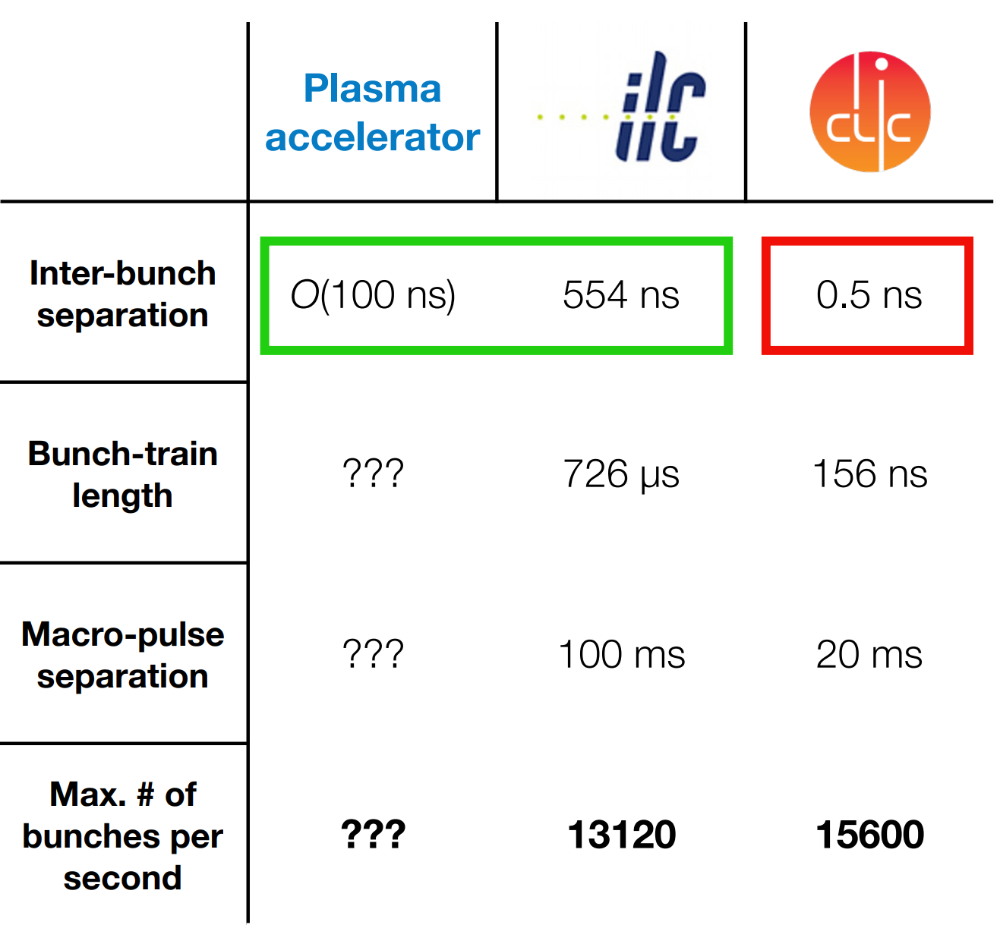 Plasma
accelerator
ilc
clic
Inter-bunch
separation
O(100 ns)
554 ns
0.5 ns
Bunch-train
length
???
726 µs
156 ns
Macro-pulse
separation
???
100 ms
20 ms
Max. # of
bunches per
second
???
13120
15600